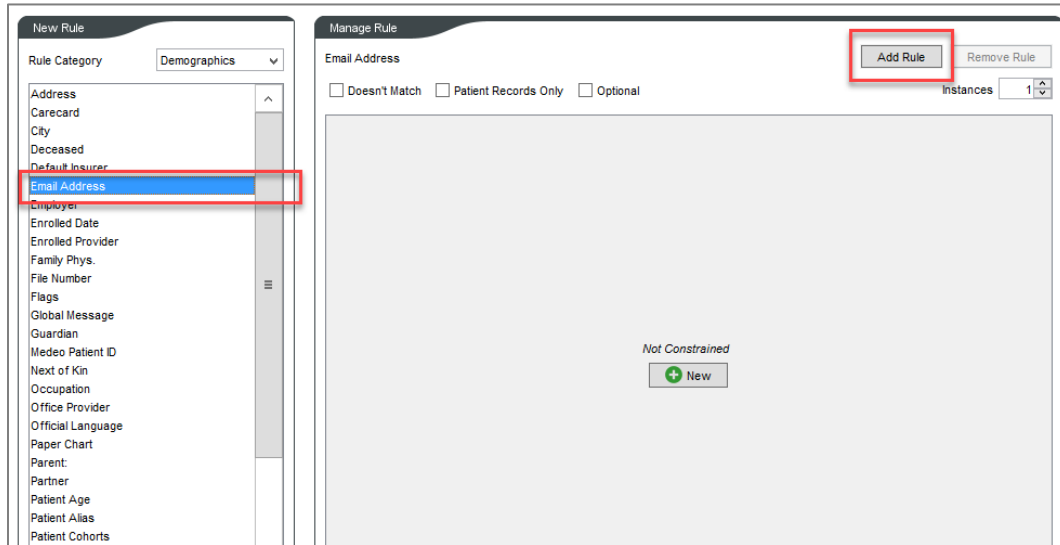 New Rule
Rule Category Demographics
Address
Carecard
City
Deceased
Default Insurer
Email Address
Employer
Enrolled Date
Enrolled Provider
Family Phys.
File Number
Flags
Global Message
Guardian
Medeo Patient ID
Next of Kin
Occupation
Office Provider
Official Language
Paper Chart
Parent:
Partner
Patient Age
Patient Alias
Patient Cohorts
Manage Rule
Email Address Add Rule Remove Rule
Doesn't Match Patient Records Only Optional Instances 1
Not Constrained
New